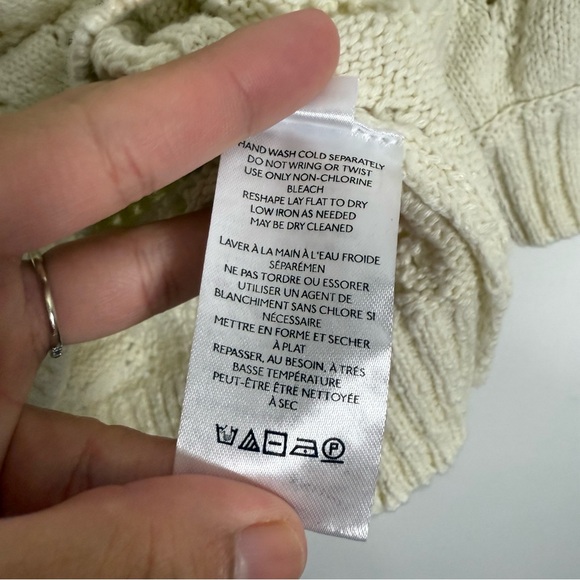 HAND WASH COLD SEPARATELY
DO NOT WRING OR TWIST
USE ONLY NON-CHLORINE
BLEACH
RESHAPE LAY FLAT TO DRY
LOW IRON AS NEEDED
MAY BE DRY CLEANED
LAVER À LA MAIN À L'EAU FROIDE
SÉPARÉMEN
NE PAS TORDRE OU ESSORER
UTILISER UN AGENT DE
BLANCHIMENT SANS CHLORE SI
NÉCESSAIRE
METTRE EN FORME ET SECHER
À PLAT
REPASSER, AU BESOIN, À TRÉS
BASSE TEMPÉRATURE
PEUT-ÊTRE ÊTRE NETTOYÉE
À SEC